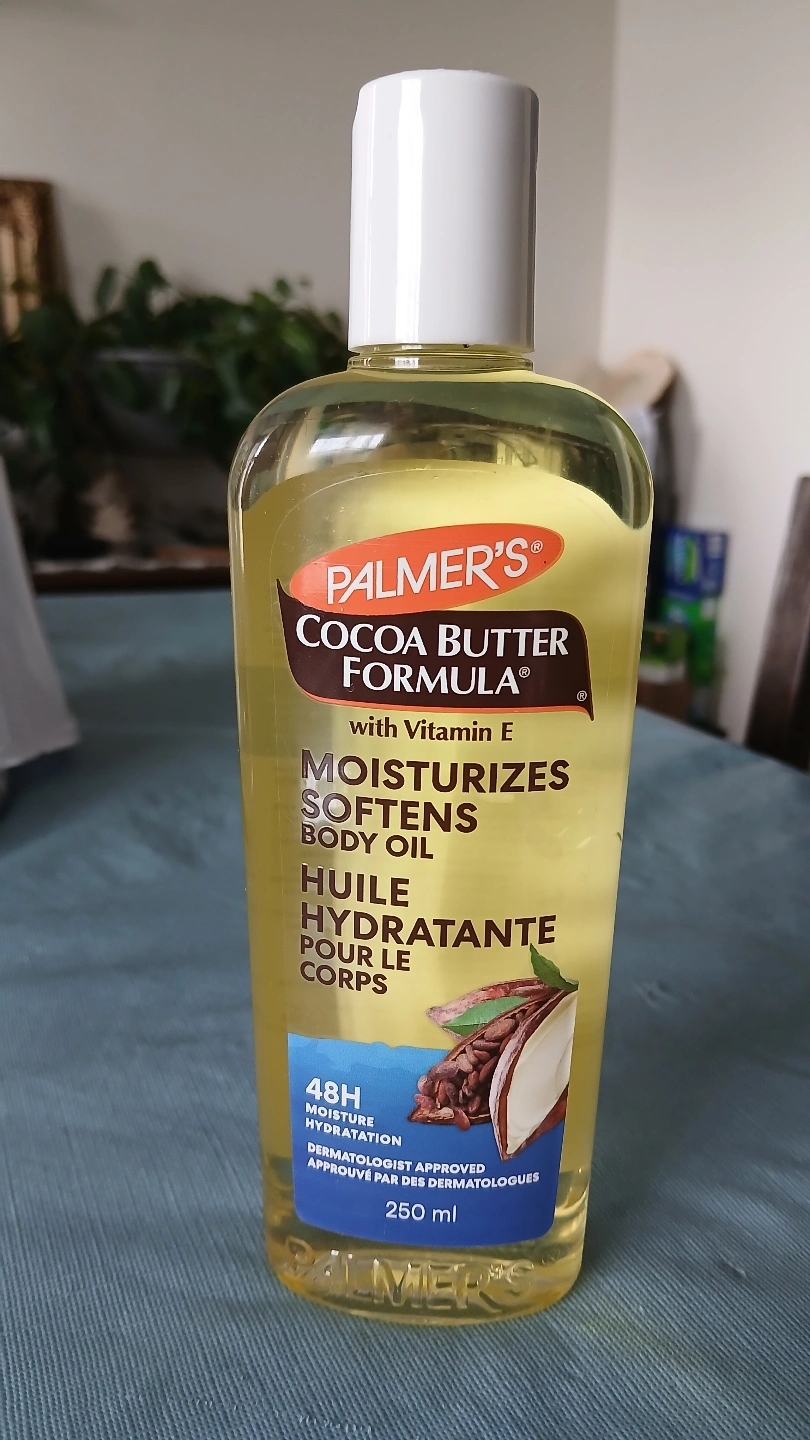 PALMER'S®
COCOA BUTTER
FORMULA®
®
with Vitamin E
MOISTURIZES
SOFTENS
BODY OIL
HUILE
HYDRATANTE
POUR LE
CORPS
48H
MOISTURE
HYDRATATION
DERMATOLOGIST APPROVED
APPROUVÉ PAR DES DERMATOLOGUES
250 ml
PALMER'S